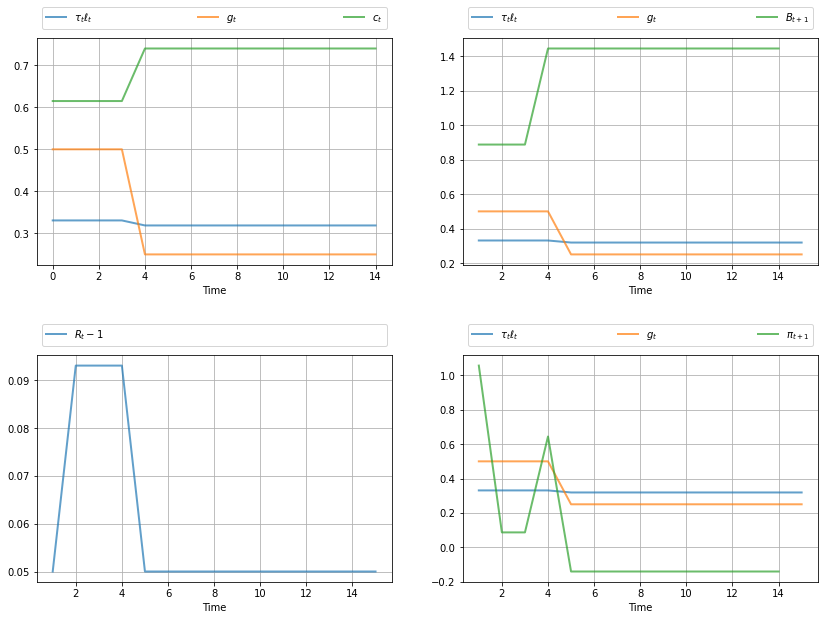 τₜℓₜ gₜ cₜ
0.7
0.6
0.5
0.4
0.3
0 2 4 6 8 10 12 14
Time
τₜℓₜ gₜ Bₜ₊₁
1.4
1.2
1.0
0.8
0.6
0.4
0.2
2 4 6 8 10 12 14
Time
Rₜ − 1
0.09
0.08
0.07
0.06
0.05
2 4 6 8 10 12 14
Time
τₜℓₜ gₜ πₜ₊₁
1.0
0.8
0.6
0.4
0.2
0.0
−0.2
2 4 6 8 10 12 14
Time